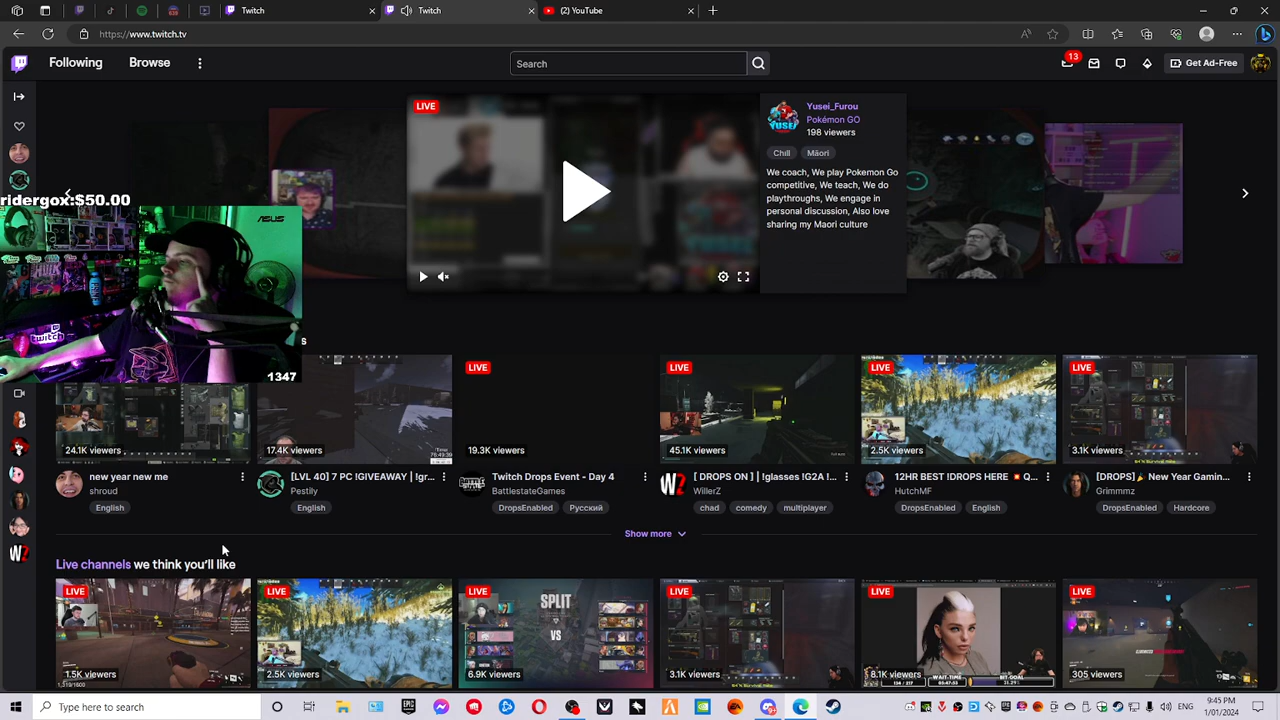 Twitch
Twitch
(2) YouTube
https://www.twitch.tv
Following
Browse
Search
13
Get Ad-Free
LIVE
Yusei_Furou
Pokémon GO
198 viewers
Chill
Māori
We coach, We play Pokemon Go
competitive, We teach, We do
playthroughs, We engage in
personal discussion, Also love
sharing my Maori culture
ridergox:$50.00
ASUS
twitch
1347
s
LIVE
LIVE
LIVE
LIVE
24.1K viewers
17.4K viewers
19.3K viewers
45.1K viewers
2.5K viewers
3.1K viewers
new year new me
shroud
English
[LVL 40] 7 PC !GIVEAWAY | !gr...
Pestily
English
Twitch Drops Event - Day 4
BattlestateGames
DropsEnabled
Русский
[ DROPS ON ] | !glasses !G2A !...
WillerZ
chad
comedy
multiplayer
12HR BEST !DROPS HERE 💥 Q...
HutchMF
DropsEnabled
English
[DROPS]🎉 New Year Gamin...
Grimmmz
DropsEnabled
Hardcore
Show more
Live channels we think you'll like
LIVE
LIVE
LIVE
LIVE
LIVE
LIVE
SPLIT
VS
1.5K viewers
2.5K viewers
6.9K viewers
3.1K viewers
8.1K viewers
305 viewers
Type here to search
ENG
9:45 PM
1/01/2024